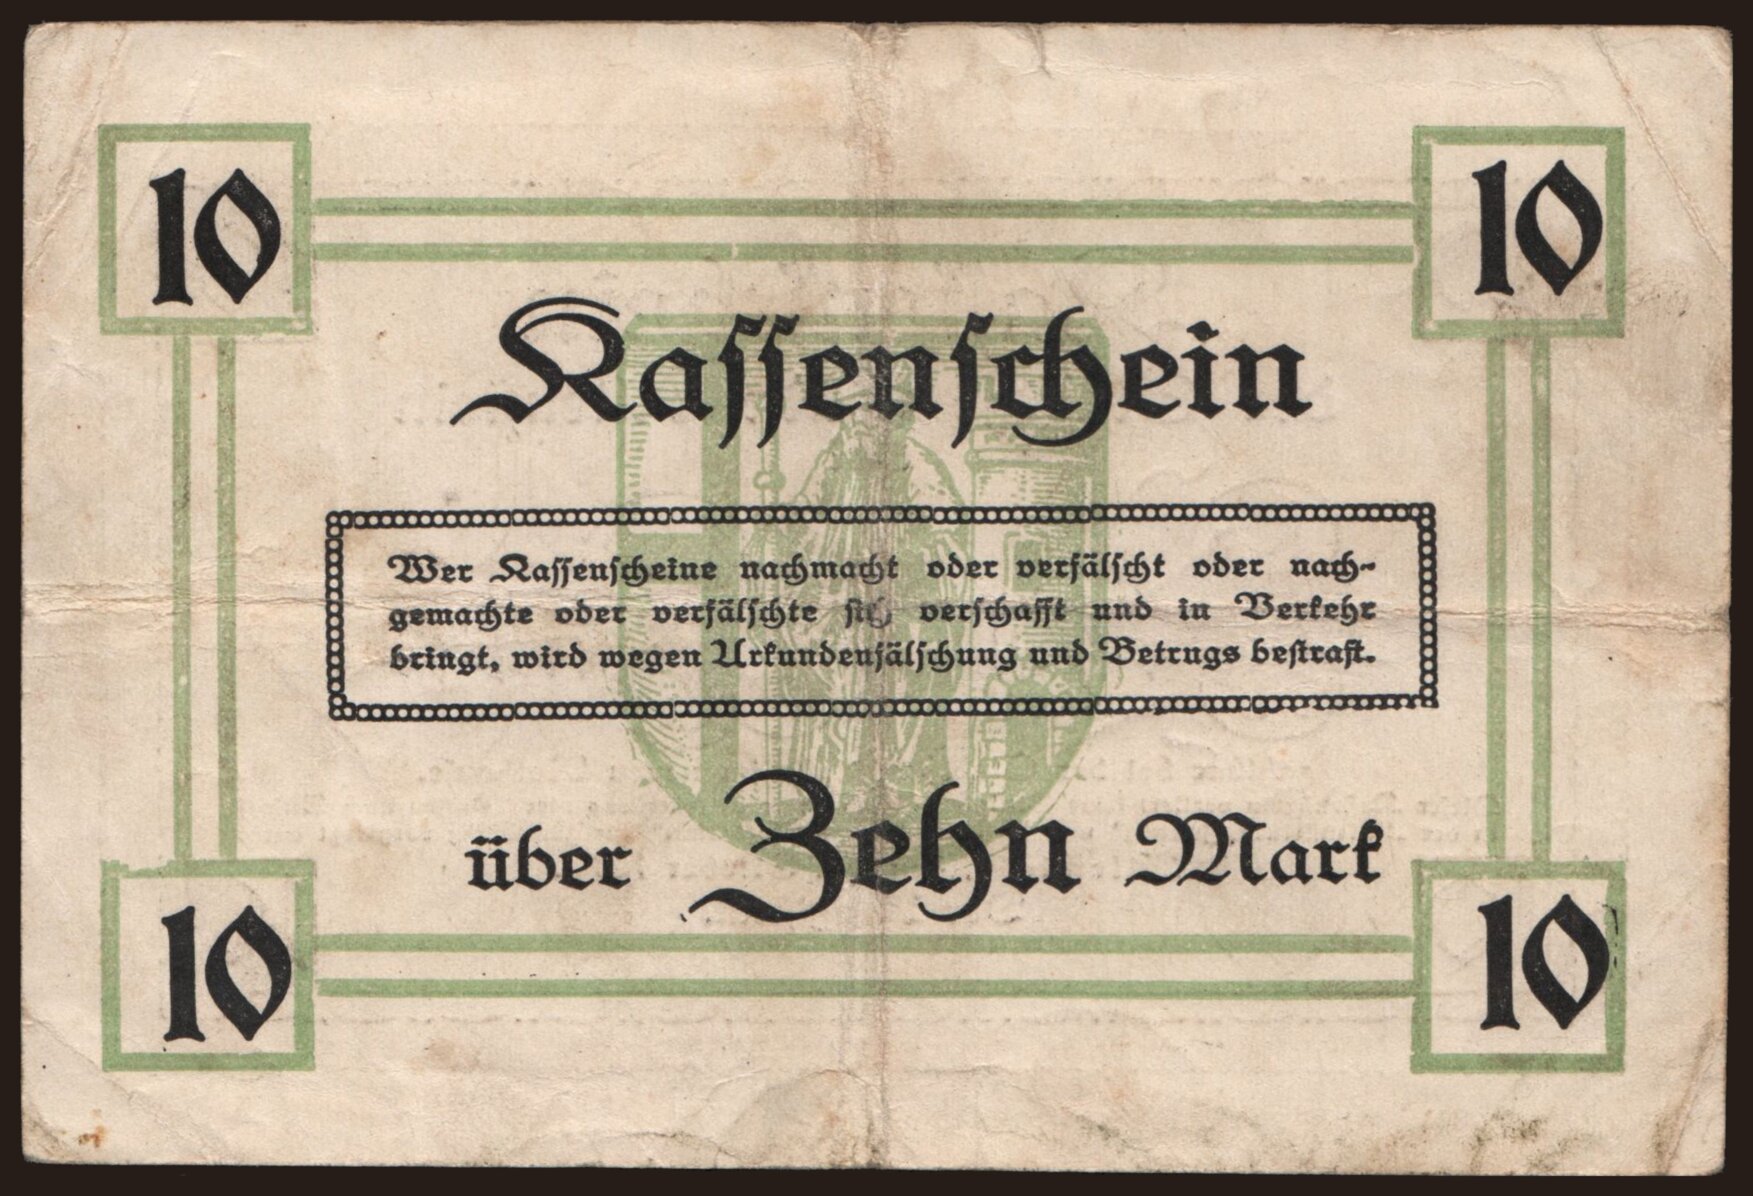 10 10
Kassenschein
Wer Kassenscheine nachmacht oder verfälscht oder nach-
gemachte oder verfälschte sich verschafft und in Verkehr
bringt, wird wegen Urkundenfälschung und Betrugs bestraft.
über Zehn Mark
10 10